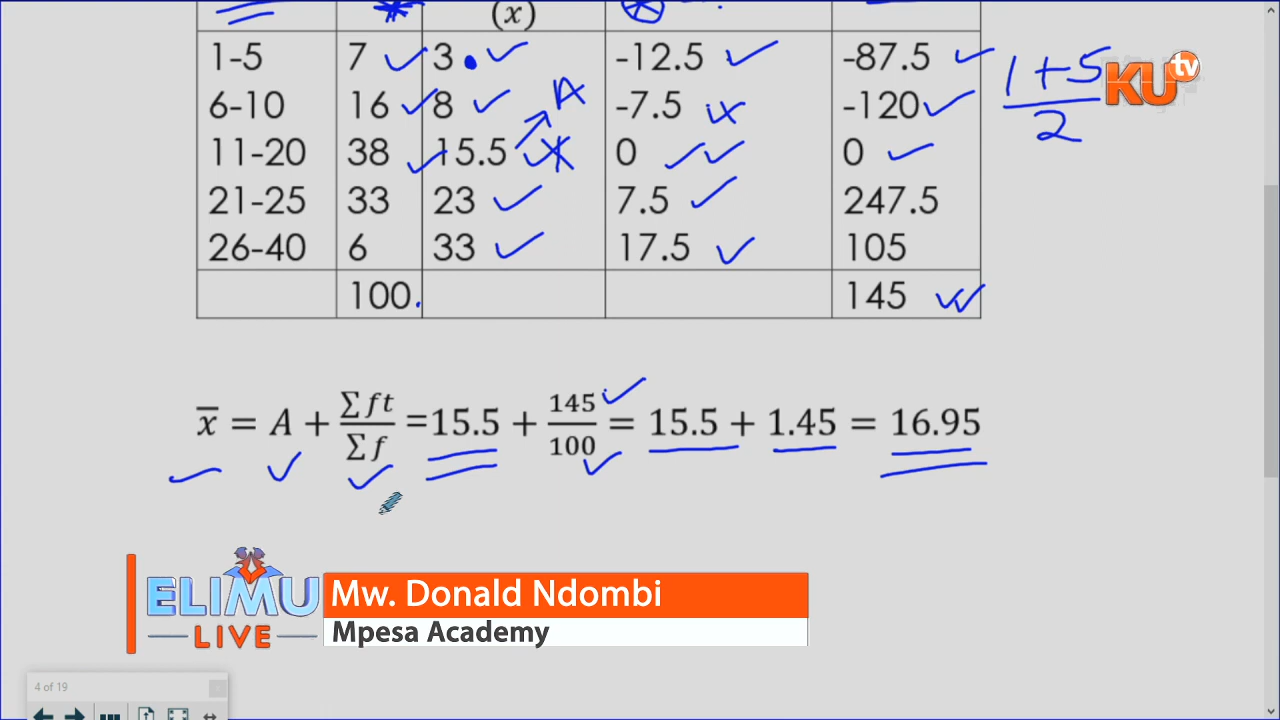 (x)
1-5 7 3 -12.5 -87.5
6-10 16 8 -7.5 -120
11-20 38 15.5 0 0
21-25 33 23 7.5 247.5
26-40 6 33 17.5 105
100 145
A
1+5
2
KU tv
x̅ = A + ∑ft/∑f =15.5 + 145/100 = 15.5 + 1.45 = 16.95
ELIMU
LIVE
Mw. Donald Ndombi
Mpesa Academy
4 of 19